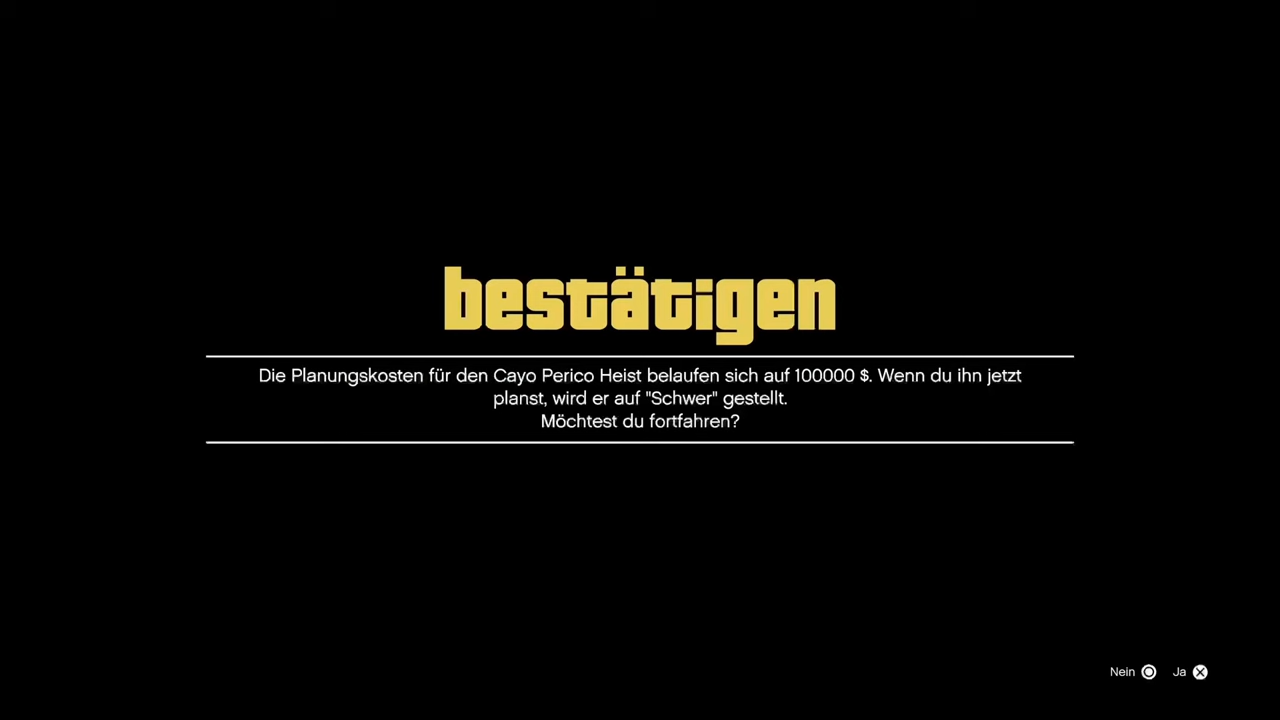 bestätigen
Die Planungskosten für den Cayo Perico Heist belaufen sich auf 100000 $. Wenn du ihn jetzt
planst, wird er auf "Schwer" gestellt.
Möchtest du fortfahren?
Nein Ja